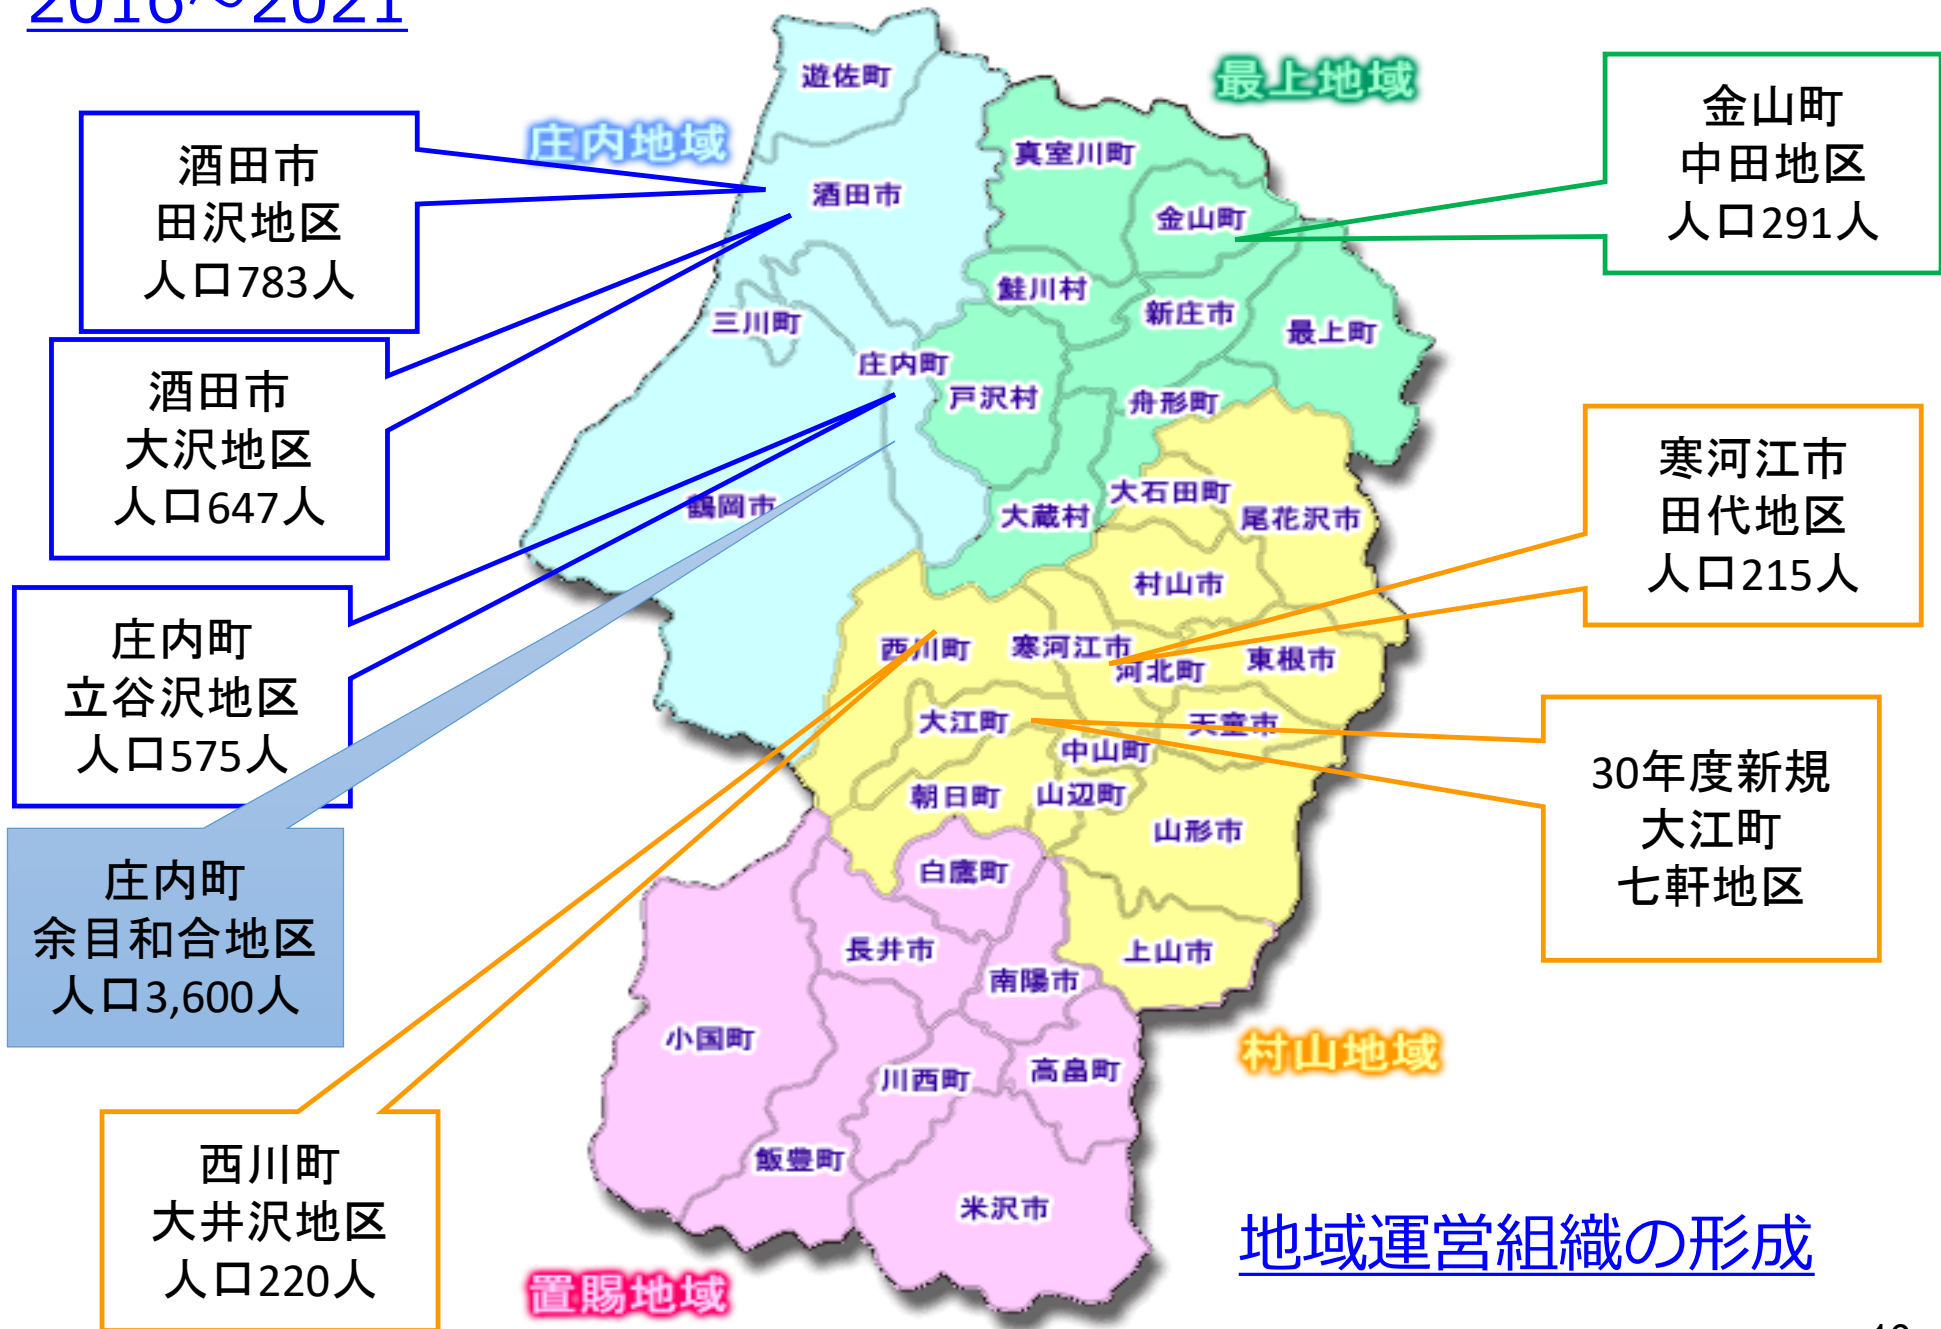 2016～2021
酒田市
田沢地区
人口783人
酒田市
大沢地区
人口647人
庄内町
立谷沢地区
人口575人
庄内町
余目和合地区
人口3,600人
西川町
大井沢地区
人口220人
庄内地域
最上地域
遊佐町
酒田市
三川町
庄内町
鶴岡市
真室川町
金山町
鮭川村
新庄市
最上町
戸沢村
舟形町
大蔵村
大石田町
尾花沢市
村山市
西川町
寒河江市
河北町
東根市
大江町
天童市
中山町
朝日町
山辺町
山形市
上山市
白鷹町
長井市
南陽市
小国町
川西町
高畠町
飯豊町
米沢市
村山地域
置賜地域
金山町
中田地区
人口291人
寒河江市
田代地区
人口215人
30年度新規
大江町
七軒地区
地域運営組織の形成